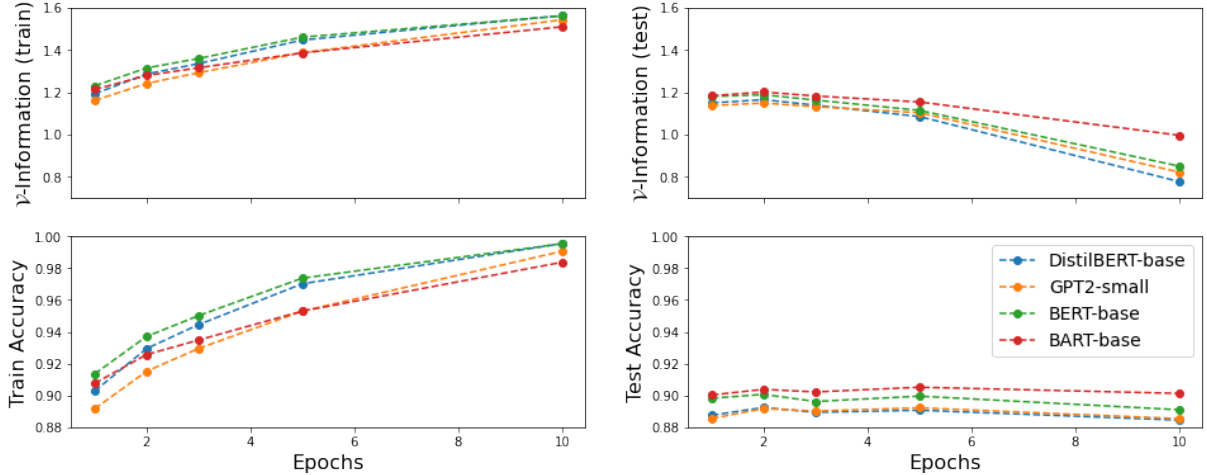 1.6
1.4
1.2
1.0
0.8
𝒱-Information (train)
1.6
1.4
1.2
1.0
0.8
𝒱-Information (test)
1.00
0.98
0.96
0.94
0.92
0.90
0.88
Train Accuracy
2 4 6 8 10
Epochs
1.00
0.98
0.96
0.94
0.92
0.90
0.88
Test Accuracy
DistilBERT-base
GPT2-small
BERT-base
BART-base
2 4 6 8 10
Epochs